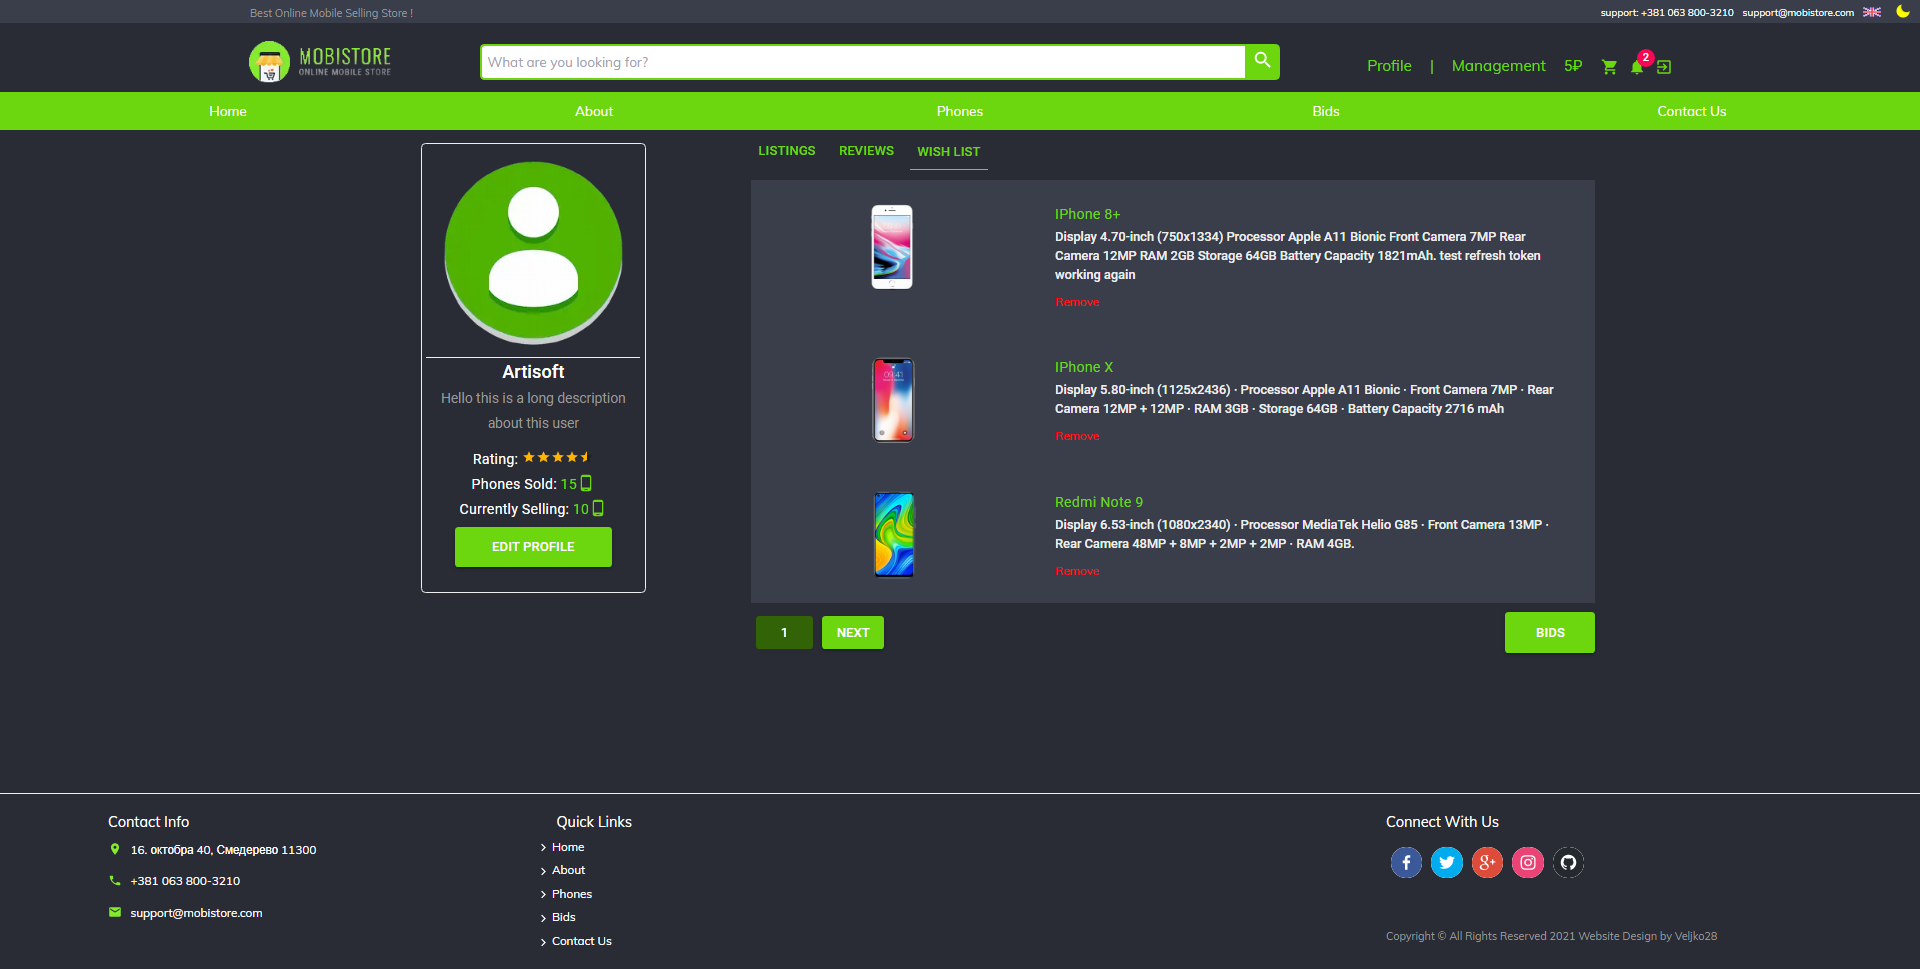 Best Online Mobile Selling Store !
support: +381 063 800-3210 support@mobistore.com
MOBISTORE
ONLINE MOBILE STORE
What are you looking for?
Profile | Management 5₽ 2
Home About Phones Bids Contact Us
LISTINGS REVIEWS WISH LIST
Artisoft
Hello this is a long description
about this user
Rating:
Phones Sold: 15
Currently Selling: 10
EDIT PROFILE
IPhone 8+
Display 4.70-inch (750x1334) Processor Apple A11 Bionic Front Camera 7MP Rear
Camera 12MP RAM 2GB Storage 64GB Battery Capacity 1821mAh. test refresh token
working again
Remove
09:41
IPhone X
Display 5.80-inch (1125x2436) · Processor Apple A11 Bionic · Front Camera 7MP · Rear
Camera 12MP + 12MP · RAM 3GB · Storage 64GB · Battery Capacity 2716 mAh
Remove
Redmi Note 9
Display 6.53-inch (1080x2340) · Processor MediaTek Helio G85 · Front Camera 13MP ·
Rear Camera 48MP + 8MP + 2MP + 2MP · RAM 4GB.
Remove
1 NEXT BIDS
Contact Info
16. октобра 40, Смедерево 11300
+381 063 800-3210
support@mobistore.com
Quick Links
Home
About
Phones
Bids
Contact Us
Connect With Us
Copyright © All Rights Reserved 2021 Website Design by Veljko28